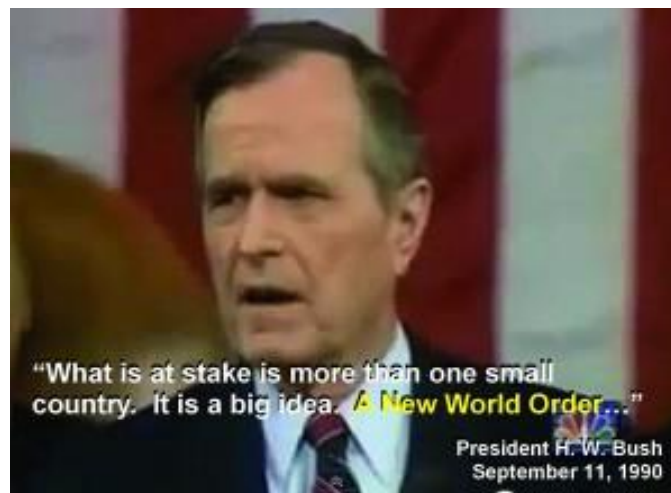 “What is at stake is more than one small
country. It is a big idea. A New World Order...”
President H. W. Bush
September 11, 1990